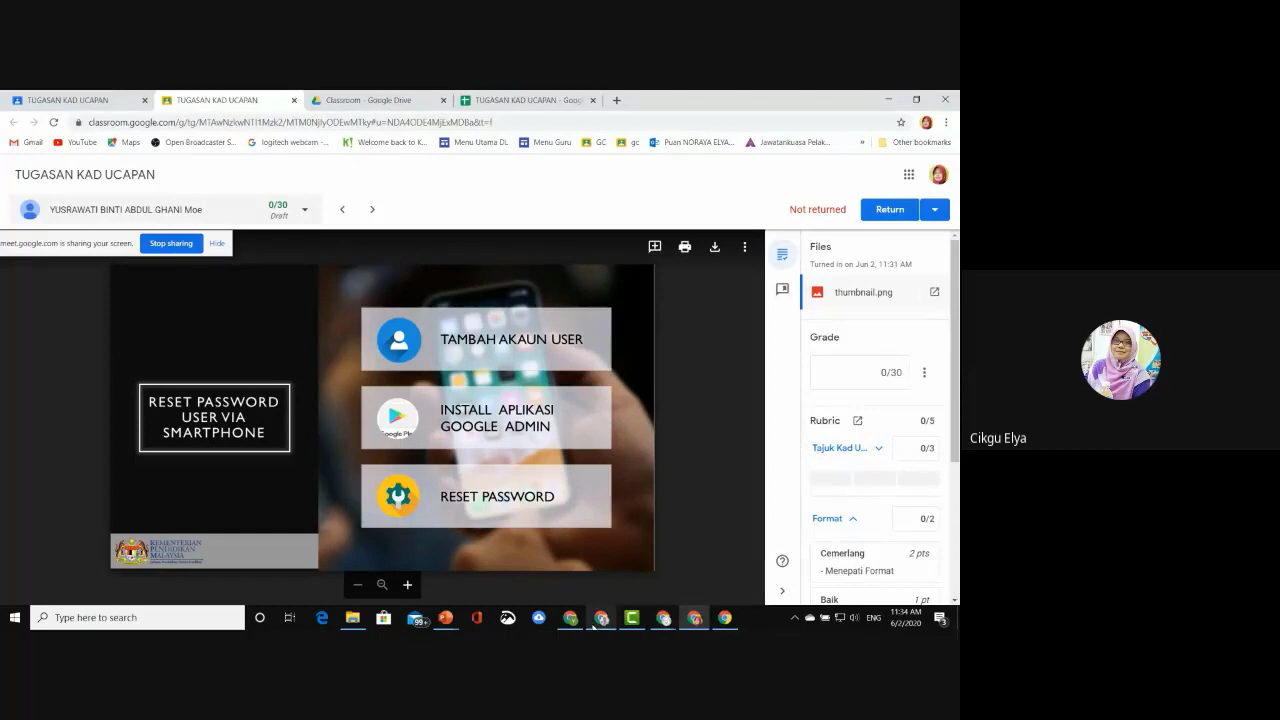 TUGASAN KAD UCAPAN
TUGASAN KAD UCAPAN
Classroom - Google Drive
TUGASAN KAD UCAPAN - Goog
classroom.google.com/g/tg/
Gmail
YouTube
Maps
Open Broadcaster S...
logitech webcam -...
Welcome back to K...
Menu Utama DL
Menu Guru
GC
gc
Puan NORAYA ELYA...
Jawatankuasa Pelak...
»
Other bookmarks
TUGASAN KAD UCAPAN
YUSRAWATI BINTI ABDUL GHANI Moe
0/30
Draft
Not returned
Return
meet.google.com is sharing your screen.
Stop sharing
Hide
RESET PASSWORD
USER VIA
SMARTPHONE
KEMENTERIAN
PENDIDIKAN
MALAYSIA
TAMBAH AKAUN USER
INSTALL APLIKASI
GOOGLE ADMIN
RESET PASSWORD
Files
Turned in on Jun 2, 11:31 AM
thumbnail.png
Grade
0/30
Rubric
0/5
Tajuk Kad U...
0/3
Format
0/2
Cemerlang
2 pts
- Menepati Format
Baik
1 pt
Type here to search
99+
ENG
11:34 AM
6/2/2020
3
Cikgu Elya